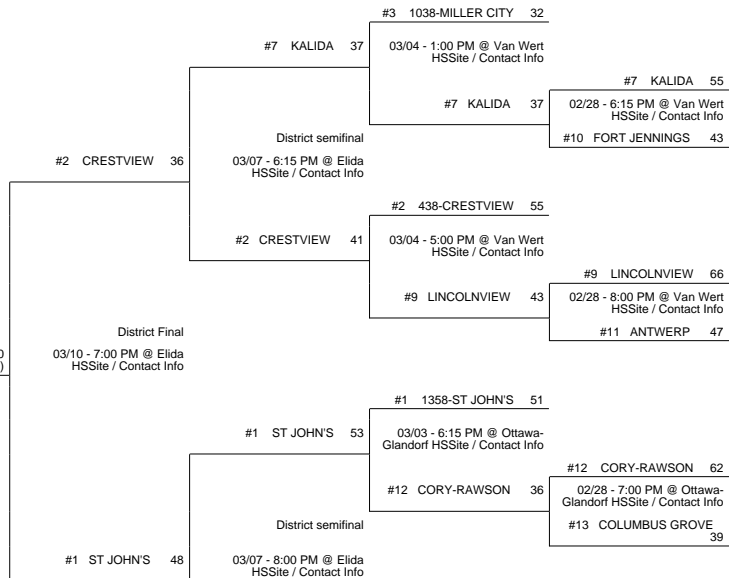 #3 1038-MILLER CITY 32
#7 KALIDA 37
03/04 - 1:00 PM @ Van Wert
HSSite / Contact Info
#7 KALIDA 55
#7 KALIDA 37
02/28 - 6:15 PM @ Van Wert
HSSite / Contact Info
District semifinal
#10 FORT JENNINGS 43
#2 CRESTVIEW 36
03/07 - 6:15 PM @ Elida
HSSite / Contact Info
#2 438-CRESTVIEW 55
#2 CRESTVIEW 41
03/04 - 5:00 PM @ Van Wert
HSSite / Contact Info
#9 LINCOLNVIEW 66
#9 LINCOLNVIEW 43
02/28 - 8:00 PM @ Van Wert
HSSite / Contact Info
District Final
#11 ANTWERP 47
0
03/10 - 7:00 PM @ Elida
)
HSSite / Contact Info
#1 1358-ST JOHN'S 51
#1 ST JOHN'S 53
03/03 - 6:15 PM @ Ottawa-
Glandorf HSSite / Contact Info
#12 CORY-RAWSON 62
#12 CORY-RAWSON 36
02/28 - 7:00 PM @ Ottawa-
Glandorf HSSite / Contact Info
District semifinal
#13 COLUMBUS GROVE
39
#1 ST JOHN'S 48
03/07 - 8:00 PM @ Elida
HSSite / Contact Info